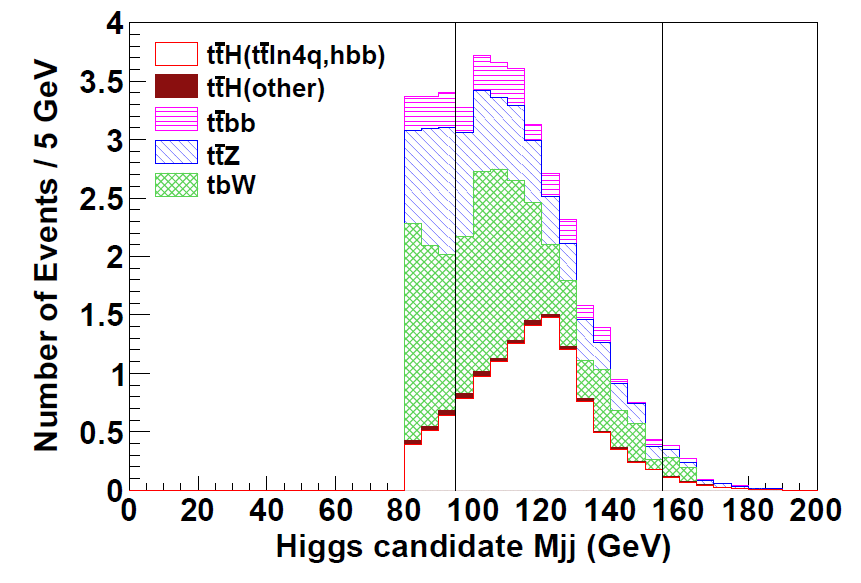 4
3.5
3
2.5
2
1.5
1
0.5
0
0 20 40 60 80 100 120 140 160 180 200
Number of Events / 5 GeV
Higgs candidate Mjj (GeV)
tt̄H(tt̄ln4q,hbb)
tt̄H(other)
tt̄bb
tt̄Z
tbW